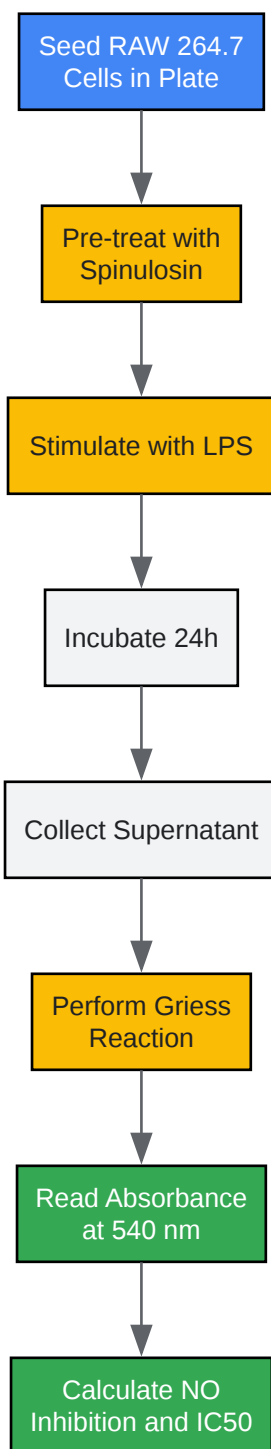 Seed RAW 264.7
Cells in Plate
Pre-treat with
Spinulosin
Stimulate with LPS
Incubate 24h
Collect Supernatant
Perform Griess
Reaction
Read Absorbance
at 540 nm
Calculate NO
Inhibition and IC50